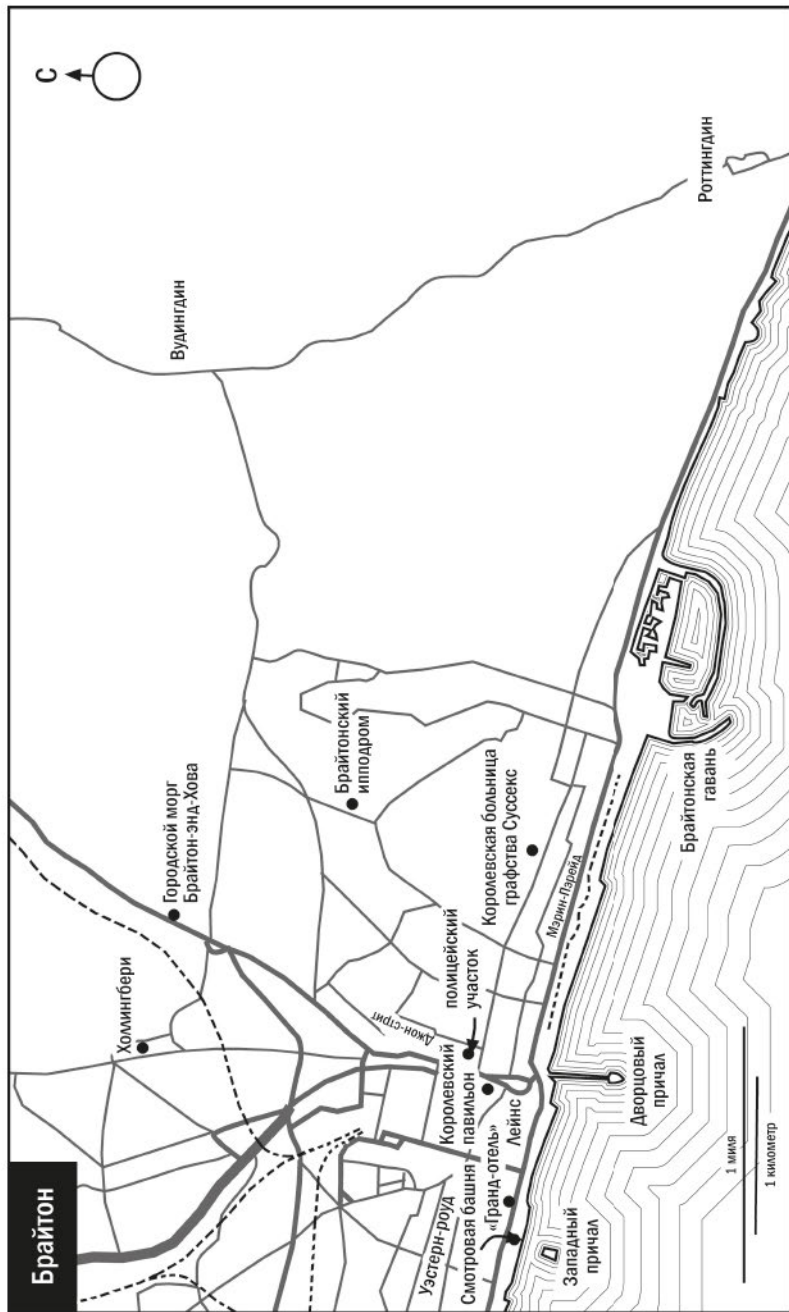 Брайтон
С
Вудингдин
Роттингдин
Городской морг
Брайтон-энд-Хова
Холлингбери
Брайтонский
ипподром
Королевская больница
графства Суссекс
полицейский
участок
Джон-стрит
Мэрин-Пэрейд
Королевский
павильон
Лейнс
Уэстерн-роуд
Смотровая башня
«Гранд-отель»
Брайтонская
гавань
Дворцовый
причал
Западный
причал
1 миля
1 километр